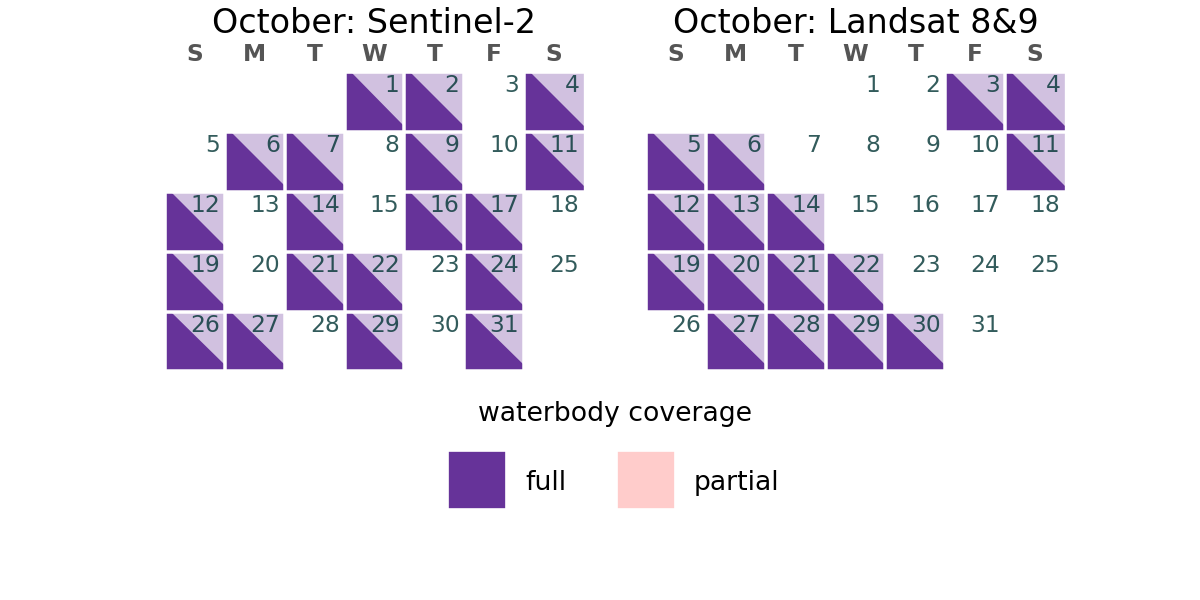 October: Sentinel-2
S M T W T F S
1 2 3 4
5 6 7 8 9 10 11
12 13 14 15 16 17 18
19 20 21 22 23 24 25
26 27 28 29 30 31
October: Landsat 8&9
S M T W T F S
1 2 3 4
5 6 7 8 9 10 11
12 13 14 15 16 17 18
19 20 21 22 23 24 25
26 27 28 29 30 31
waterbody coverage
full partial